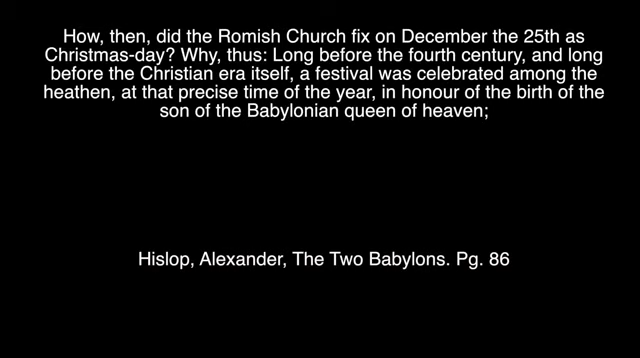 How, then, did the Romish Church fix on December the 25th as
Christmas-day? Why, thus: Long before the fourth century, and long
before the Christian era itself, a festival was celebrated among the
heathen, at that precise time of the year, in honour of the birth of the
son of the Babylonian queen of heaven;
Hislop, Alexander, The Two Babylons. Pg. 86